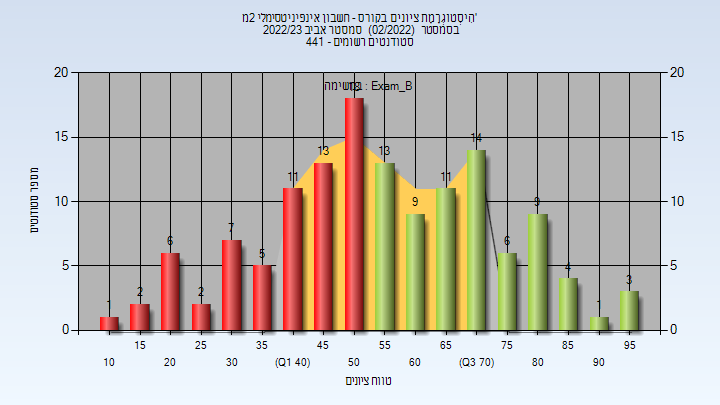 'הִיסְטוֹגְרָמַת ציונים בקורס - חשבון אינפיניטסימלי 2מ
בסמסטר (02/2022) סמסטר אביב 2022/23
סטודנטים רשומים - 441
20 20
במשימה : Exam_B
15 15
10 10
5 5
0 0
1 2 6 2 7 5 11 13 18 13 9 11 14 6 9 4 1 3
מספר סטודנטים
15 25 35 45 55 65 75 85 95
10 20 30 (Q1 40) 50 60 (Q3 70) 80 90
טווח ציונים